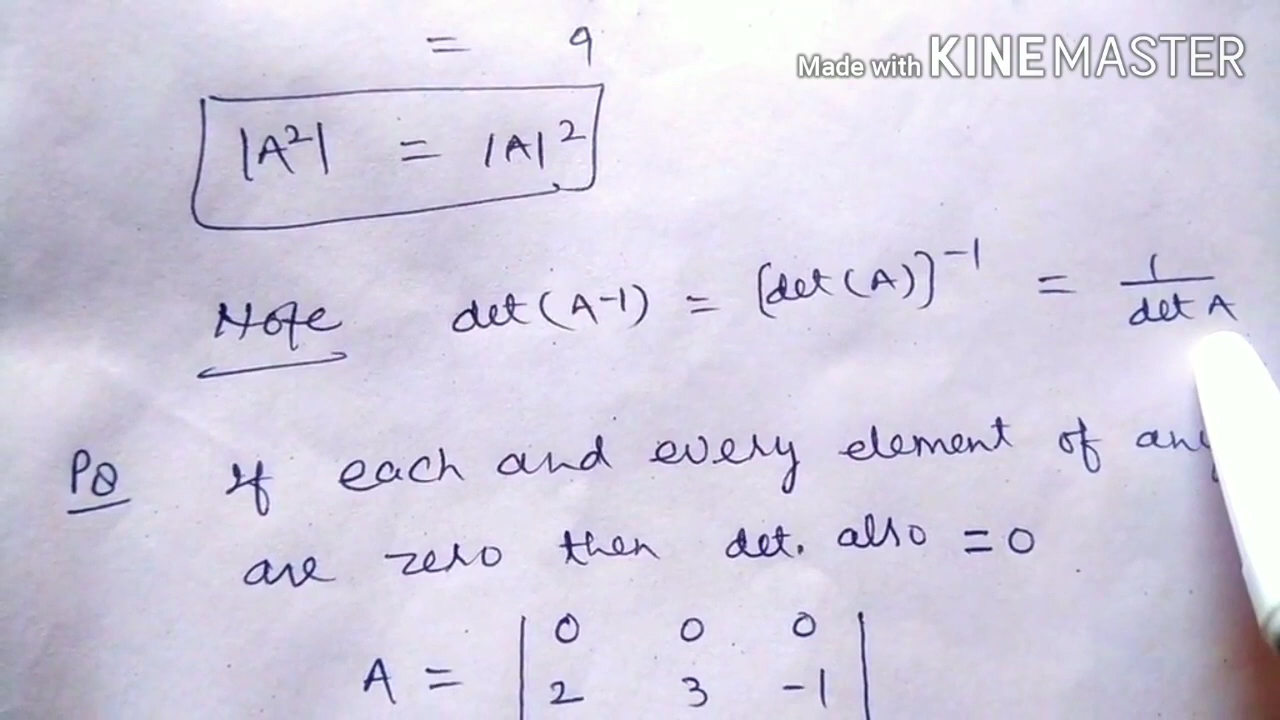 = 9
Made with KINEMASTER
|A²| = |A|²
Note det(A-1) = [det(A)]⁻¹ = 1/det A
P8 If each and every element of any
are zero then det. also = 0
A = | 0 0 0 |
2 3 -1